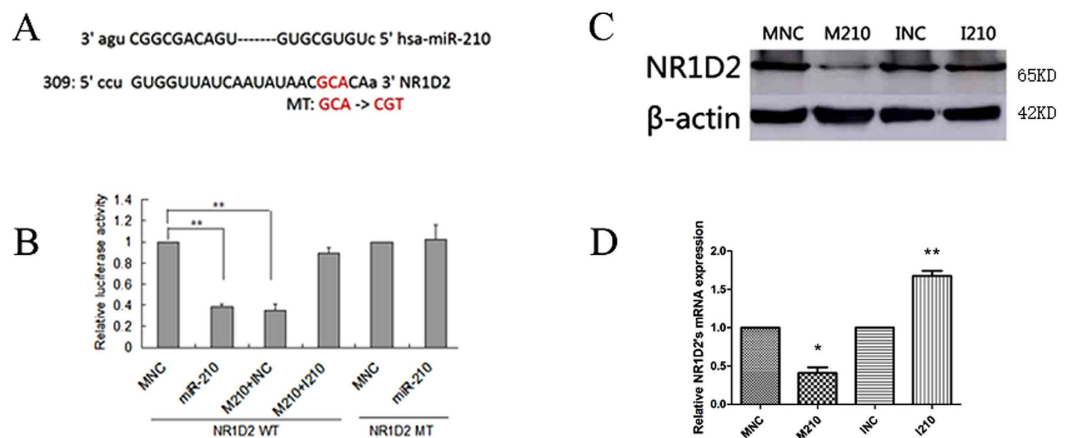 A
3' agu CGGCGACAGU-------GUGCGUGUc 5' hsa-miR-210
309: 5' ccu GUGGUUAUCAAUAUAACGCACAa 3' NR1D2
MT: GCA -> CGT
B
Relative luciferase activity
1.4
1.2
1
0.8
0.6
0.4
0.2
0
**
**
MNC
miR-210
M210+INC
M210+I210
MNC
miR-210
NR1D2 WT
NR1D2 MT
C
MNC M210 INC I210
NR1D2
65KD
β-actin
42KD
D
Relative NR1D2's mRNA expression
2.0
1.5
1.0
0.5
0.0
*
**
MNC
M210
INC
I210